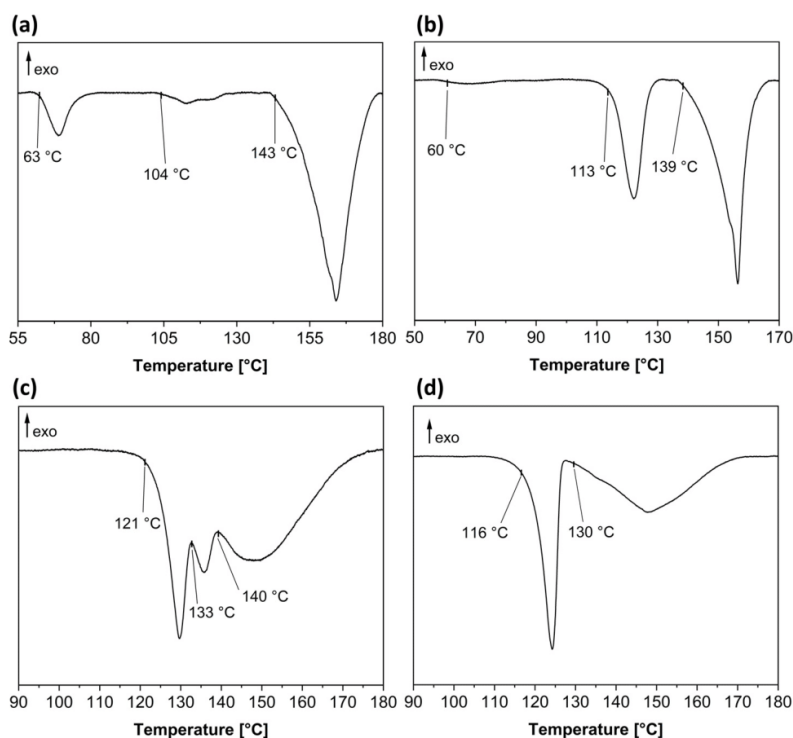 (a)
exo
63 °C
104 °C
143 °C
55 80 105 130 155 180
Temperature [°C]
(b)
exo
60 °C
113 °C
139 °C
50 70 90 110 130 150 170
Temperature [°C]
(c)
exo
121 °C
133 °C
140 °C
90 100 110 120 130 140 150 160 170 180
Temperature [°C]
(d)
exo
116 °C
130 °C
90 100 110 120 130 140 150 160 170 180
Temperature [°C]